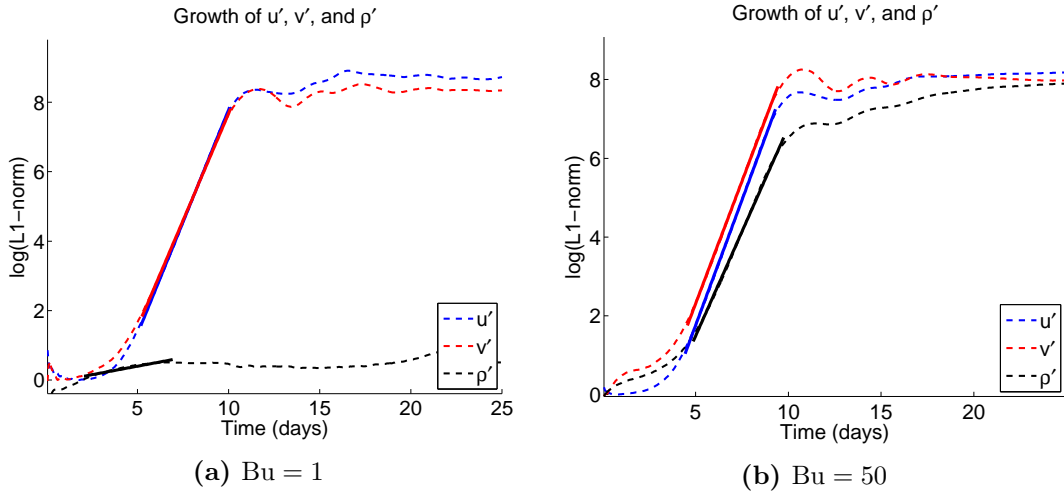 Growth of u′, v′, and ρ′
log(L1−norm)
8
6
4
2
0
5
10
15
20
25
Time (days)
u′
v′
ρ′
(a) Bu = 1
Growth of u′, v′, and ρ′
log(L1−norm)
8
6
4
2
0
5
10
15
20
Time (days)
u′
v′
ρ′
(b) Bu = 50